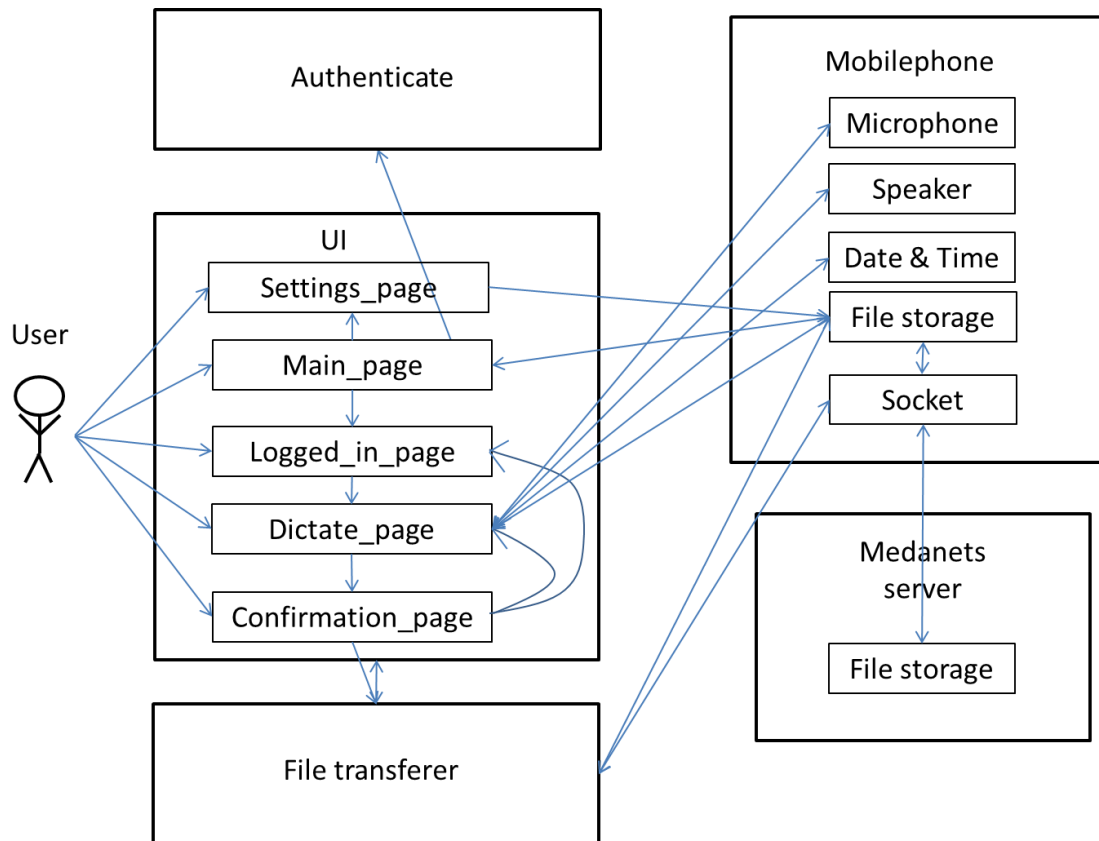 Authenticate
UI
Settings_page
Main_page
Logged_in_page
Dictate_page
Confirmation_page
User
File transferer
Mobilephone
Microphone
Speaker
Date & Time
File storage
Socket
Medanets
server
File storage